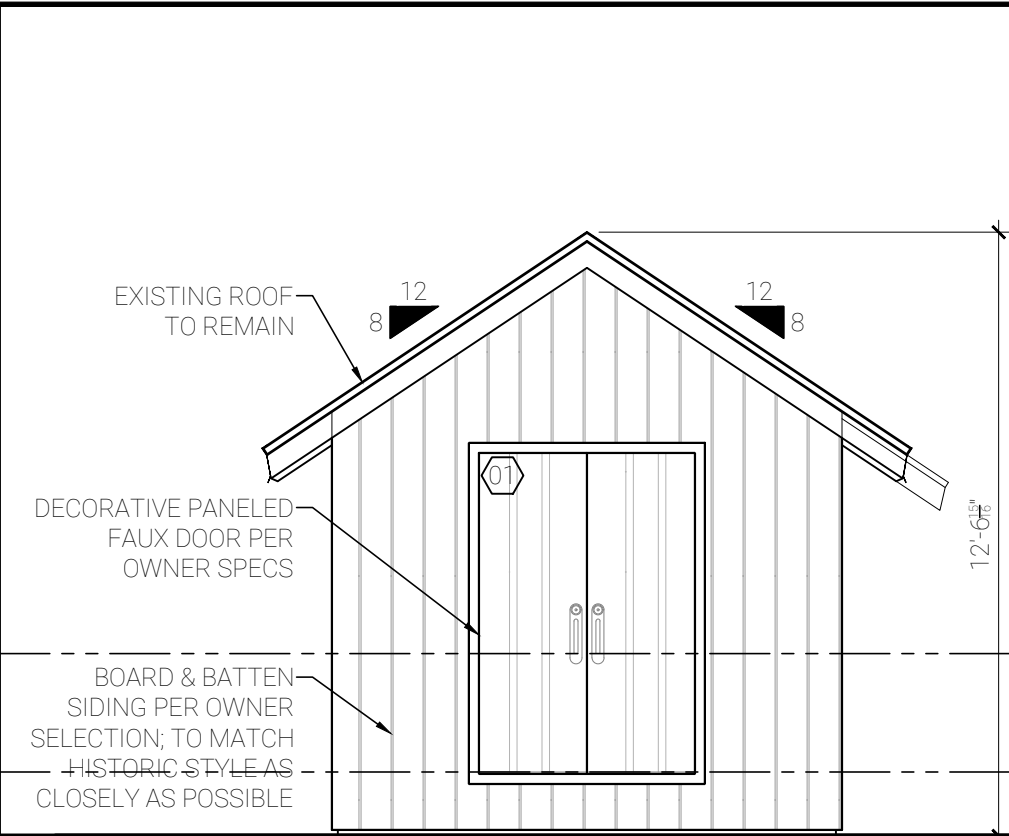 EXISTING ROOF
TO REMAIN
12
8
12
8
01
DECORATIVE PANELED
FAUX DOOR PER
OWNER SPECS
12'-6 15/16"
BOARD & BATTEN
SIDING PER OWNER
SELECTION; TO MATCH
HISTORIC STYLE AS
CLOSELY AS POSSIBLE